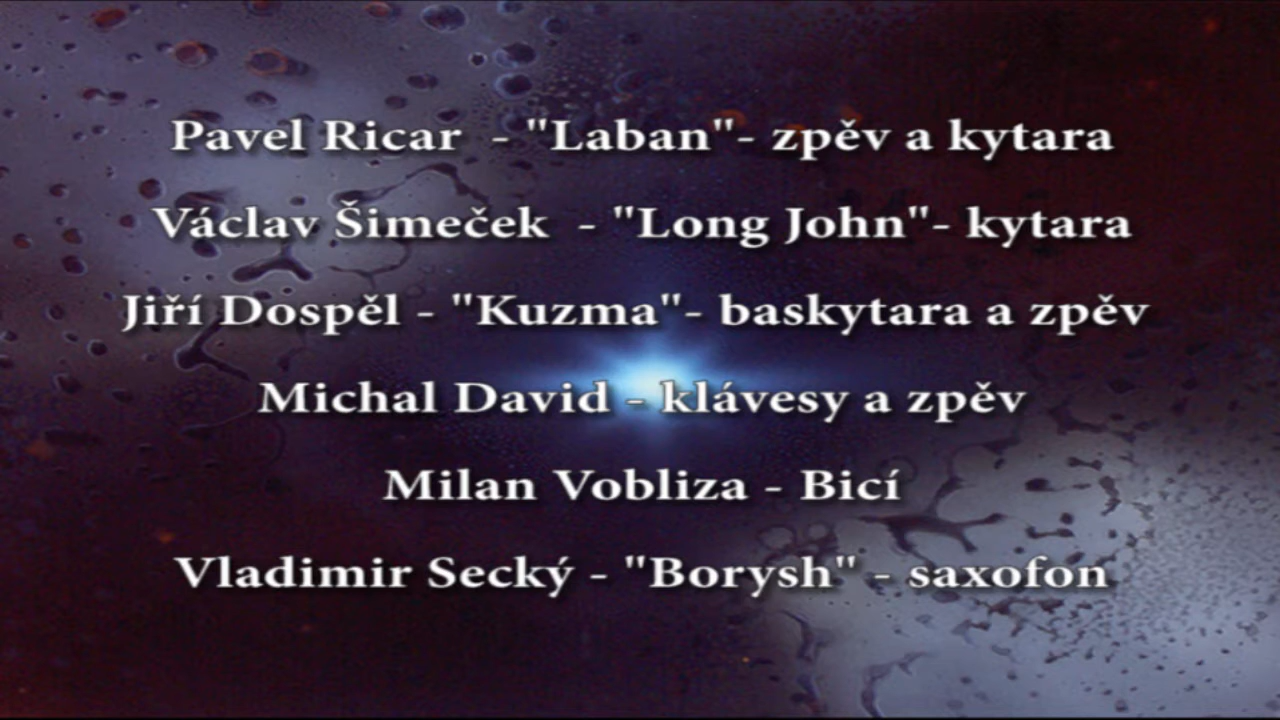 Pavel Ricar - "Laban"- zpěv a kytara
Václav Šimeček - "Long John"- kytara
Jiří Dospěl - "Kuzma"- baskytara a zpěv
Michal David - klávesy a zpěv
Milan Vobliza - Bicí
Vladimir Secký - "Borysh" - saxofon